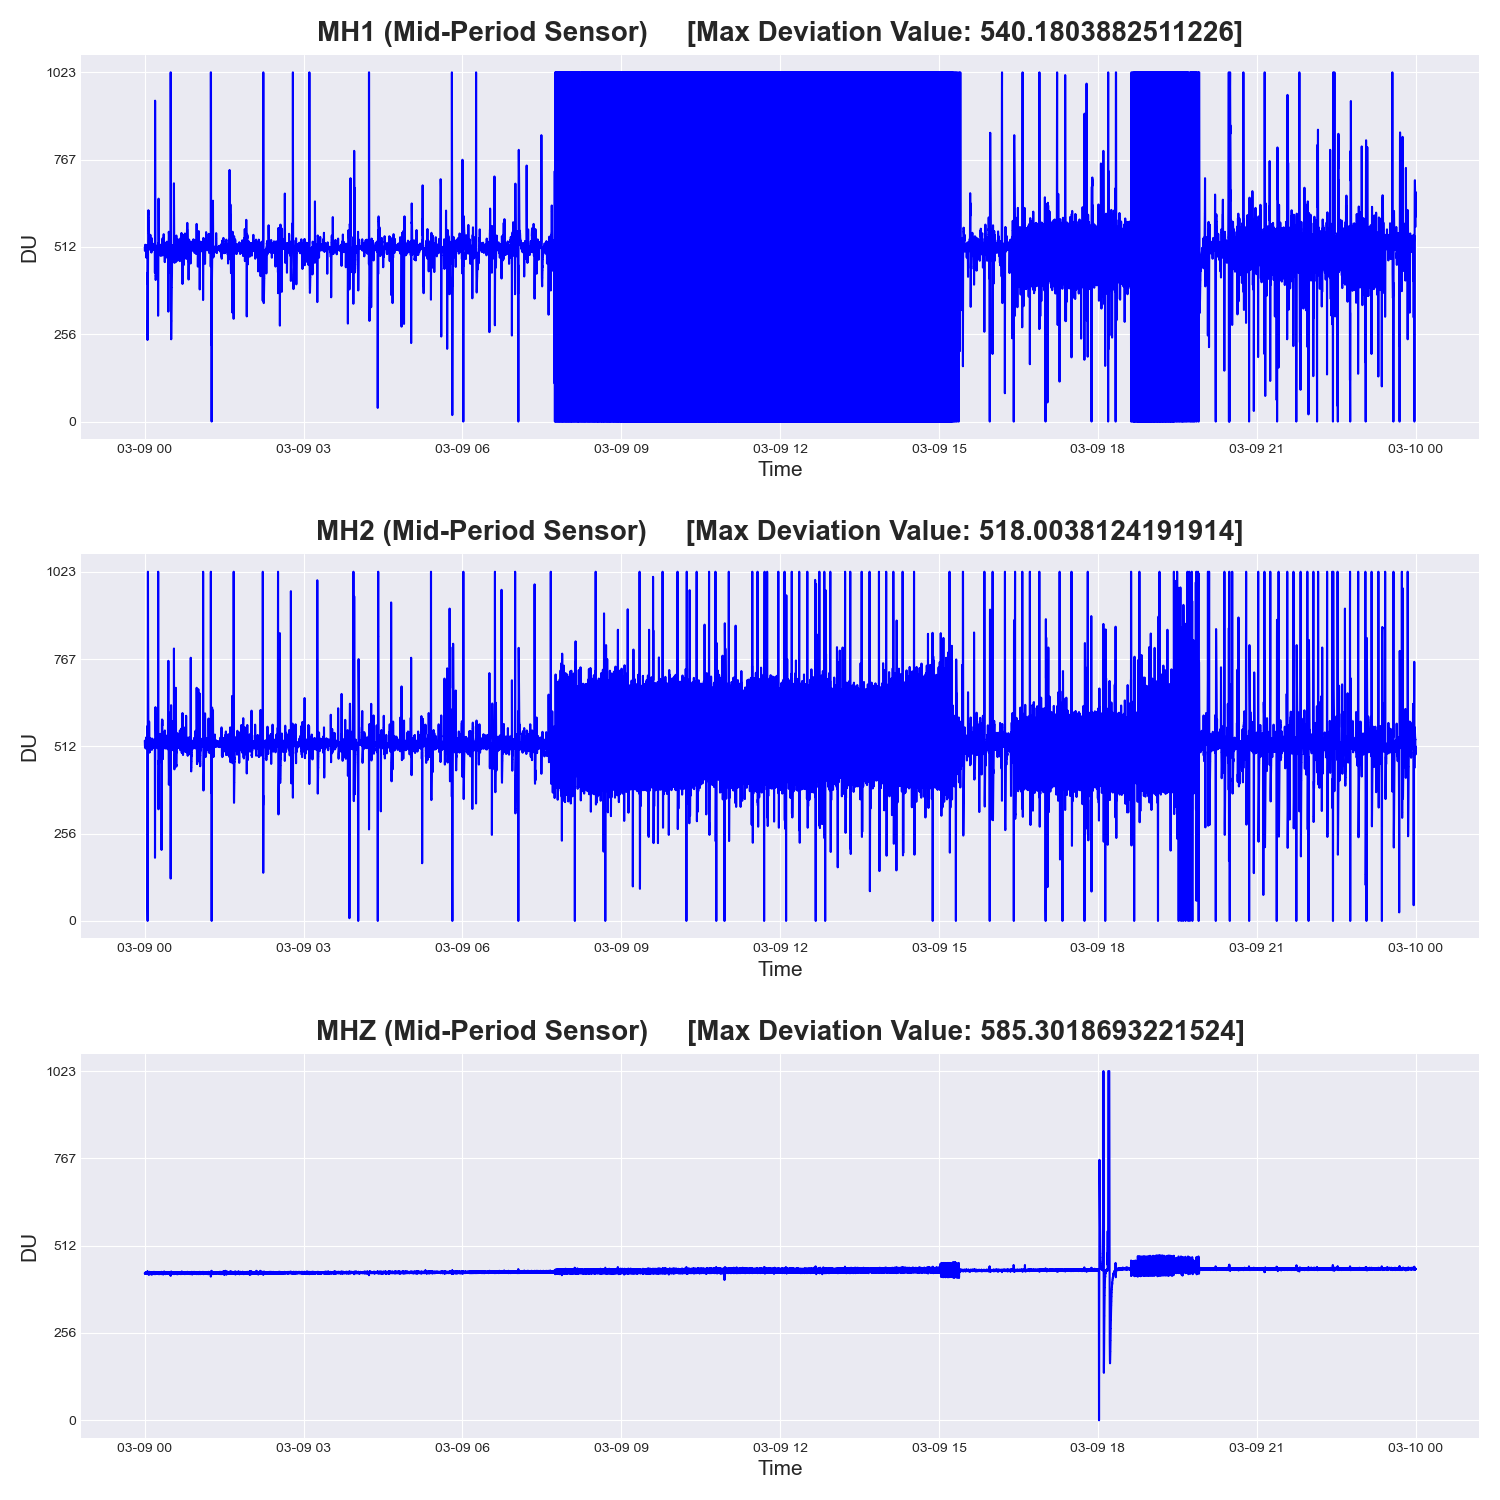 MH1 (Mid-Period Sensor) [Max Deviation Value: 540.1803882511226]
1023
767
512
256
0
DU
03-09 00 03-09 03 03-09 06 03-09 09 03-09 12 03-09 15 03-09 18 03-09 21 03-10 00
Time
MH2 (Mid-Period Sensor) [Max Deviation Value: 518.0038124191914]
1023
767
512
256
0
DU
03-09 00 03-09 03 03-09 06 03-09 09 03-09 12 03-09 15 03-09 18 03-09 21 03-10 00
Time
MHZ (Mid-Period Sensor) [Max Deviation Value: 585.3018693221524]
1023
767
512
256
0
DU
03-09 00 03-09 03 03-09 06 03-09 09 03-09 12 03-09 15 03-09 18 03-09 21 03-10 00
Time